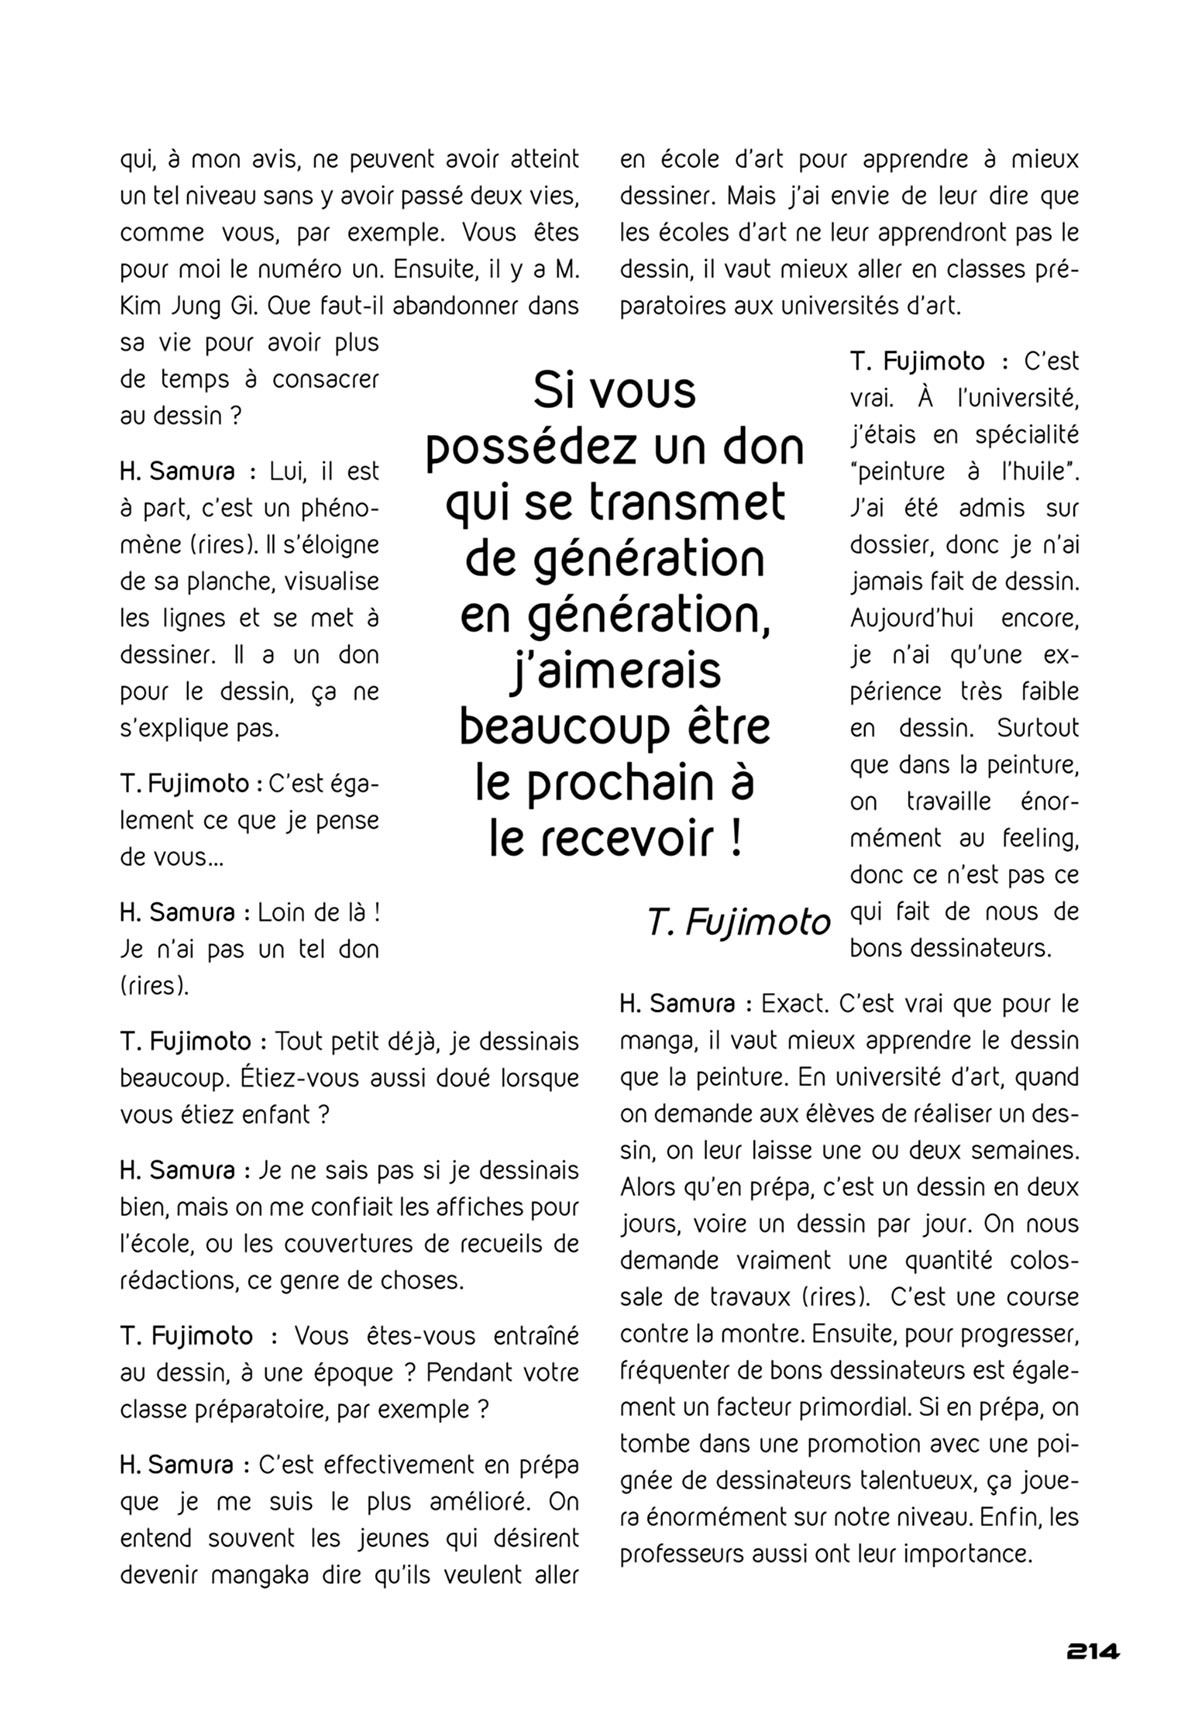 qui, à mon avis, ne peuvent avoir atteint
un tel niveau sans y avoir passé deux vies,
comme vous, par exemple. Vous êtes
pour moi le numéro un. Ensuite, il y a M.
Kim Jung Gi. Que faut-il abandonner dans
sa vie pour avoir plus
de temps à consacrer
au dessin ?
H. Samura : Lui, il est
à part, c'est un phéno-
mène (rires). Il s'éloigne
de sa planche, visualise
les lignes et se met à
dessiner. Il a un don
pour le dessin, ça ne
s'explique pas.
T. Fujimoto : C'est éga-
lement ce que je pense
de vous...
H. Samura : Loin de là !
Je n'ai pas un tel don
(rires).
T. Fujimoto : Tout petit déjà, je dessinais
beaucoup. Étiez-vous aussi doué lorsque
vous étiez enfant ?
H. Samura : Je ne sais pas si je dessinais
bien, mais on me confiait les affiches pour
l'école, ou les couvertures de recueils de
rédactions, ce genre de choses.
T. Fujimoto : Vous êtes-vous entraîné
au dessin, à une époque ? Pendant votre
classe préparatoire, par exemple ?
H. Samura : C'est effectivement en prépa
que je me suis le plus amélioré. On
entend souvent les jeunes qui désirent
devenir mangaka dire qu'ils veulent aller
Si vous
possédez un don
qui se transmet
de génération
en génération,
j'aimerais
beaucoup être
le prochain à
le recevoir !
T. Fujimoto
en école d'art pour apprendre à mieux
dessiner. Mais j'ai envie de leur dire que
les écoles d'art ne leur apprendront pas le
dessin, il vaut mieux aller en classes pré-
paratoires aux universités d'art.
T. Fujimoto : C'est
vrai. À l'université,
j'étais en spécialité
"peinture à l'huile".
J'ai été admis sur
dossier, donc je n'ai
jamais fait de dessin.
Aujourd'hui encore,
je n'ai qu'une ex-
périence très faible
en dessin. Surtout
que dans la peinture,
on travaille énor-
mément au feeling,
donc ce n'est pas ce
qui fait de nous de
bons dessinateurs.
H. Samura : Exact. C'est vrai que pour le
manga, il vaut mieux apprendre le dessin
que la peinture. En université d'art, quand
on demande aux élèves de réaliser un des-
sin, on leur laisse une ou deux semaines.
Alors qu'en prépa, c'est un dessin en deux
jours, voire un dessin par jour. On nous
demande vraiment une quantité colos-
sale de travaux (rires).  C'est une course
contre la montre. Ensuite, pour progresser,
fréquenter de bons dessinateurs est égale-
ment un facteur primordial. Si en prépa, on
tombe dans une promotion avec une poi-
gnée de dessinateurs talentueux, ça joue-
ra énormément sur notre niveau. Enfin, les
professeurs aussi ont leur importance.
214